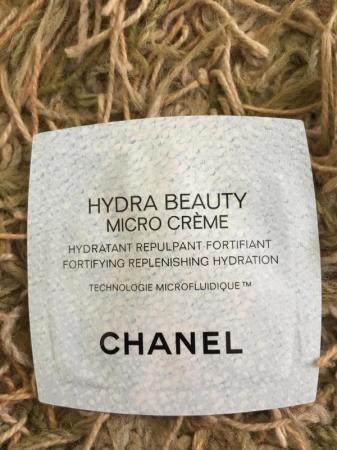 HYDRA BEAUTY
MICRO CRÈME
HYDRATANT REPULPANT FORTIFIANT
FORTIFYING REPLENISHING HYDRATION
TECHNOLOGIE MICROFLUIDIQUE™
CHANEL